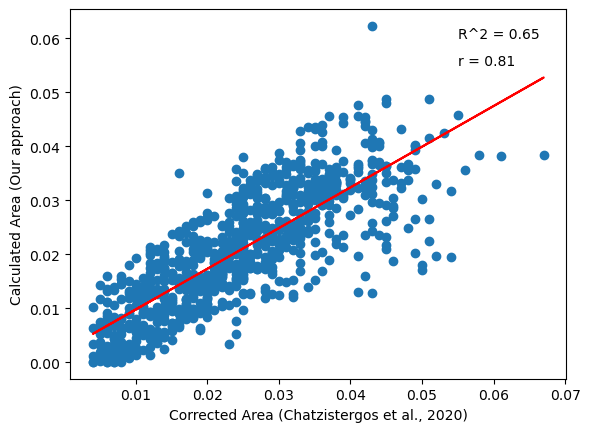 0.06
0.05
0.04
0.03
0.02
0.01
0.00
Calculated Area (Our approach)
R^2 = 0.65
r = 0.81
0.01 0.02 0.03 0.04 0.05 0.06 0.07
Corrected Area (Chatzistergos et al., 2020)